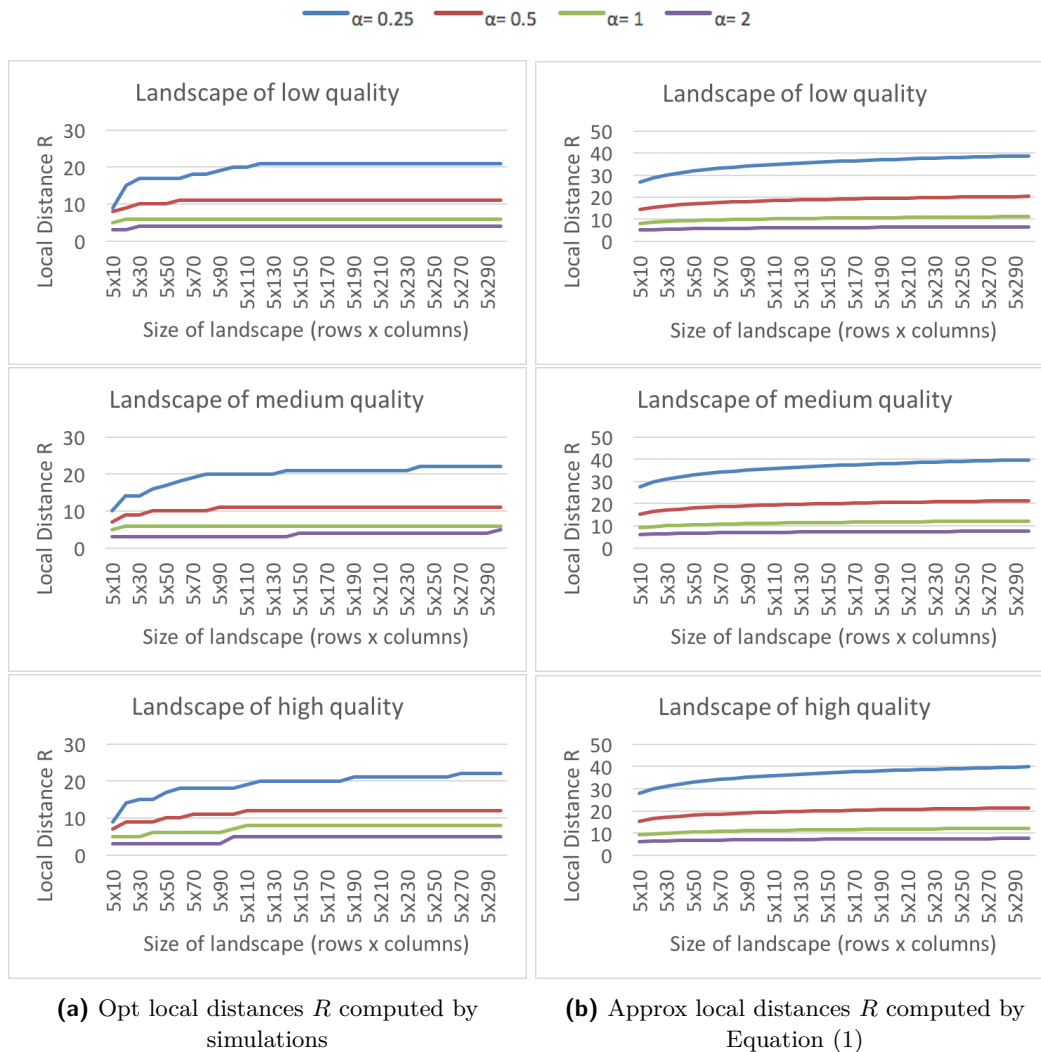 α= 0.25 α= 0.5 α= 1 α= 2
Landscape of low quality
Local Distance R
30
20
10
0
5x10 5x30 5x50 5x70 5x90 5x110 5x130 5x150 5x170 5x190 5x210 5x230 5x250 5x270 5x290
Size of landscape (rows x columns)
Landscape of low quality
Local Distance R
50
40
30
20
10
0
5x10 5x30 5x50 5x70 5x90 5x110 5x130 5x150 5x170 5x190 5x210 5x230 5x250 5x270 5x290
Size of landscape (rows x columns)
Landscape of medium quality
Local Distance R
30
20
10
0
5x10 5x30 5x50 5x70 5x90 5x110 5x130 5x150 5x170 5x190 5x210 5x230 5x250 5x270 5x290
Size of landscape (rows x columns)
Landscape of medium quality
Local Distance R
50
40
30
20
10
0
5x10 5x30 5x50 5x70 5x90 5x110 5x130 5x150 5x170 5x190 5x210 5x230 5x250 5x270 5x290
Size of landscape (rows x columns)
Landscape of high quality
Local Distance R
30
20
10
0
5x10 5x30 5x50 5x70 5x90 5x110 5x130 5x150 5x170 5x190 5x210 5x230 5x250 5x270 5x290
Size of landscape (rows x columns)
Landscape of high quality
Local Distance R
50
40
30
20
10
0
5x10 5x30 5x50 5x70 5x90 5x110 5x130 5x150 5x170 5x190 5x210 5x230 5x250 5x270 5x290
Size of landscape (rows x columns)
(a) Opt local distances R computed by
simulations
(b) Approx local distances R computed by
Equation (1)